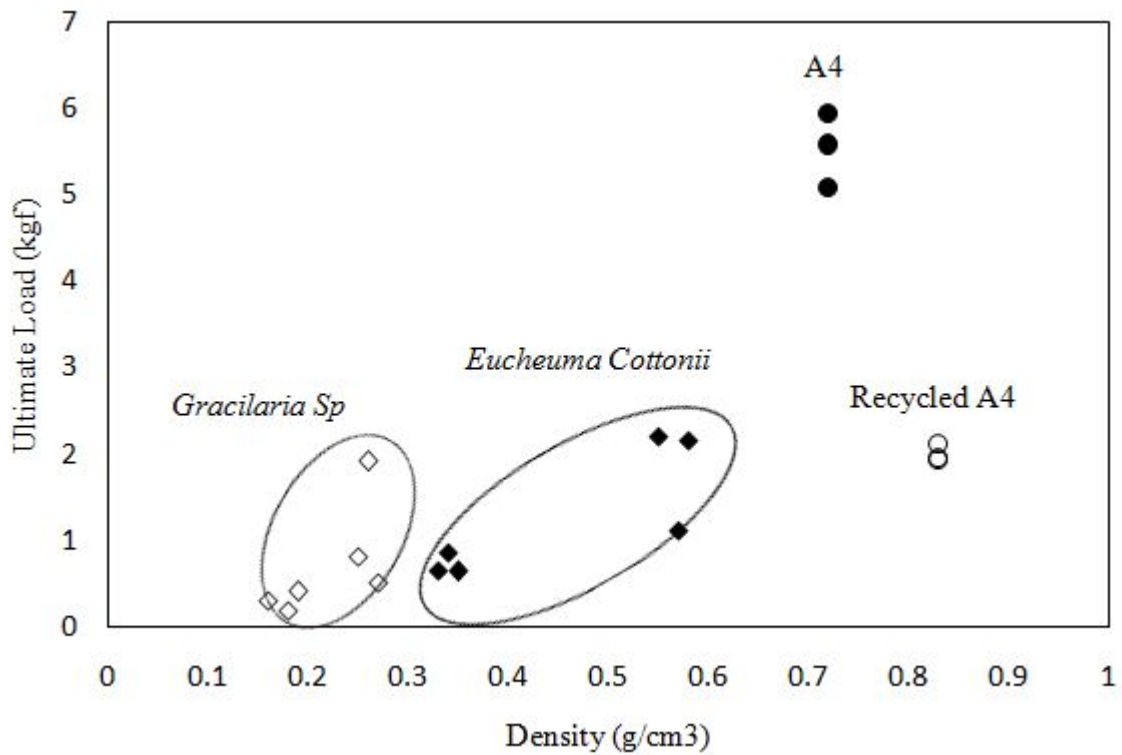 7
A4
6
5
Ultimate Load (kgf)
4
Eucheuma Cottonii
3
Gracilaria Sp
Recycled A4
2
1
0
0 0.1 0.2 0.3 0.4 0.5 0.6 0.7 0.8 0.9 1
Density (g/cm3)